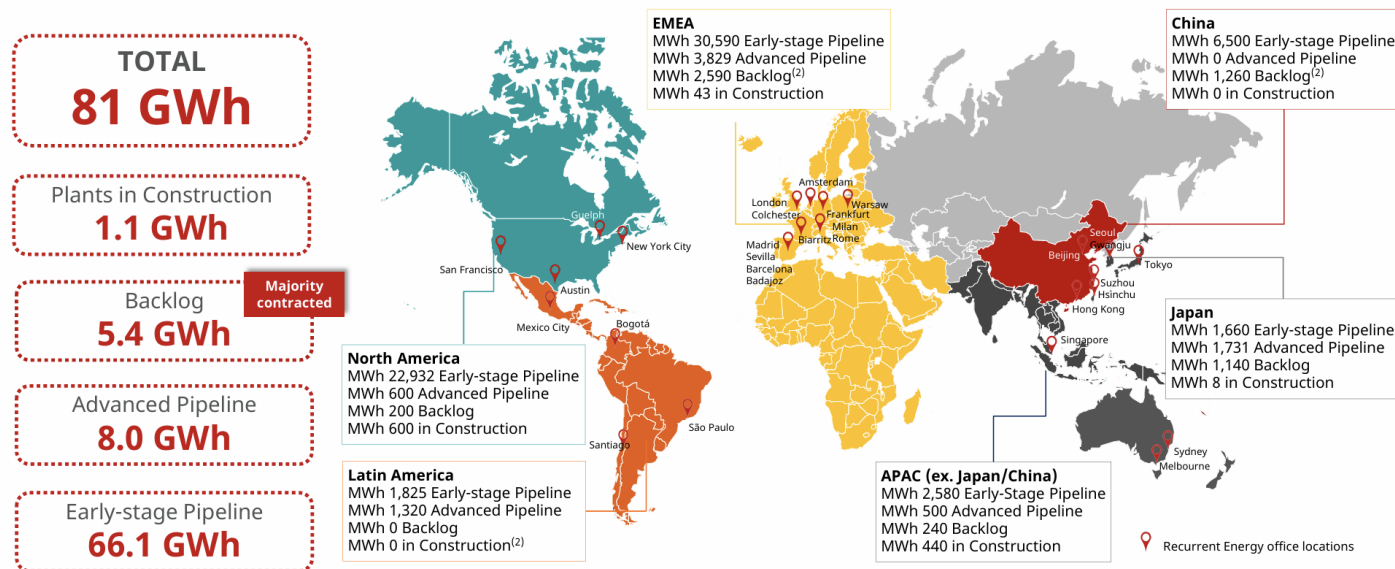 TOTAL
81 GWh
Plants in Construction
1.1 GWh
Backlog
5.4 GWh
Majority
contracted
Advanced Pipeline
8.0 GWh
Early-stage Pipeline
66.1 GWh
EMEA
MWh 30,590 Early-stage Pipeline
MWh 3,829 Advanced Pipeline
MWh 2,590 Backlog(2)
MWh 43 in Construction
China
MWh 6,500 Early-stage Pipeline
MWh 0 Advanced Pipeline
MWh 1,260 Backlog(2)
MWh 0 in Construction
North America
MWh 22,932 Early-stage Pipeline
MWh 600 Advanced Pipeline
MWh 200 Backlog
MWh 600 in Construction
Latin America
MWh 1,825 Early-stage Pipeline
MWh 1,320 Advanced Pipeline
MWh 0 Backlog
MWh 0 in Construction(2)
Japan
MWh 1,660 Early-stage Pipeline
MWh 1,731 Advanced Pipeline
MWh 1,140 Backlog
MWh 8 in Construction
APAC (ex. Japan/China)
MWh 2,580 Early-Stage Pipeline
MWh 500 Advanced Pipeline
MWh 240 Backlog
MWh 440 in Construction
Guelph
New York City
San Francisco
Austin
Mexico City
Bogotá
São Paulo
Santiago
Amsterdam
London
Colchester
Warsaw
Frankfurt
Milan
Biarritz
Rome
Madrid
Sevilla
Barcelona
Badajoz
Seoul
Gwangju
Beijing
Tokyo
Suzhou
Hsinchu
Hong Kong
Singapore
Sydney
Melbourne
Recurrent Energy office locations